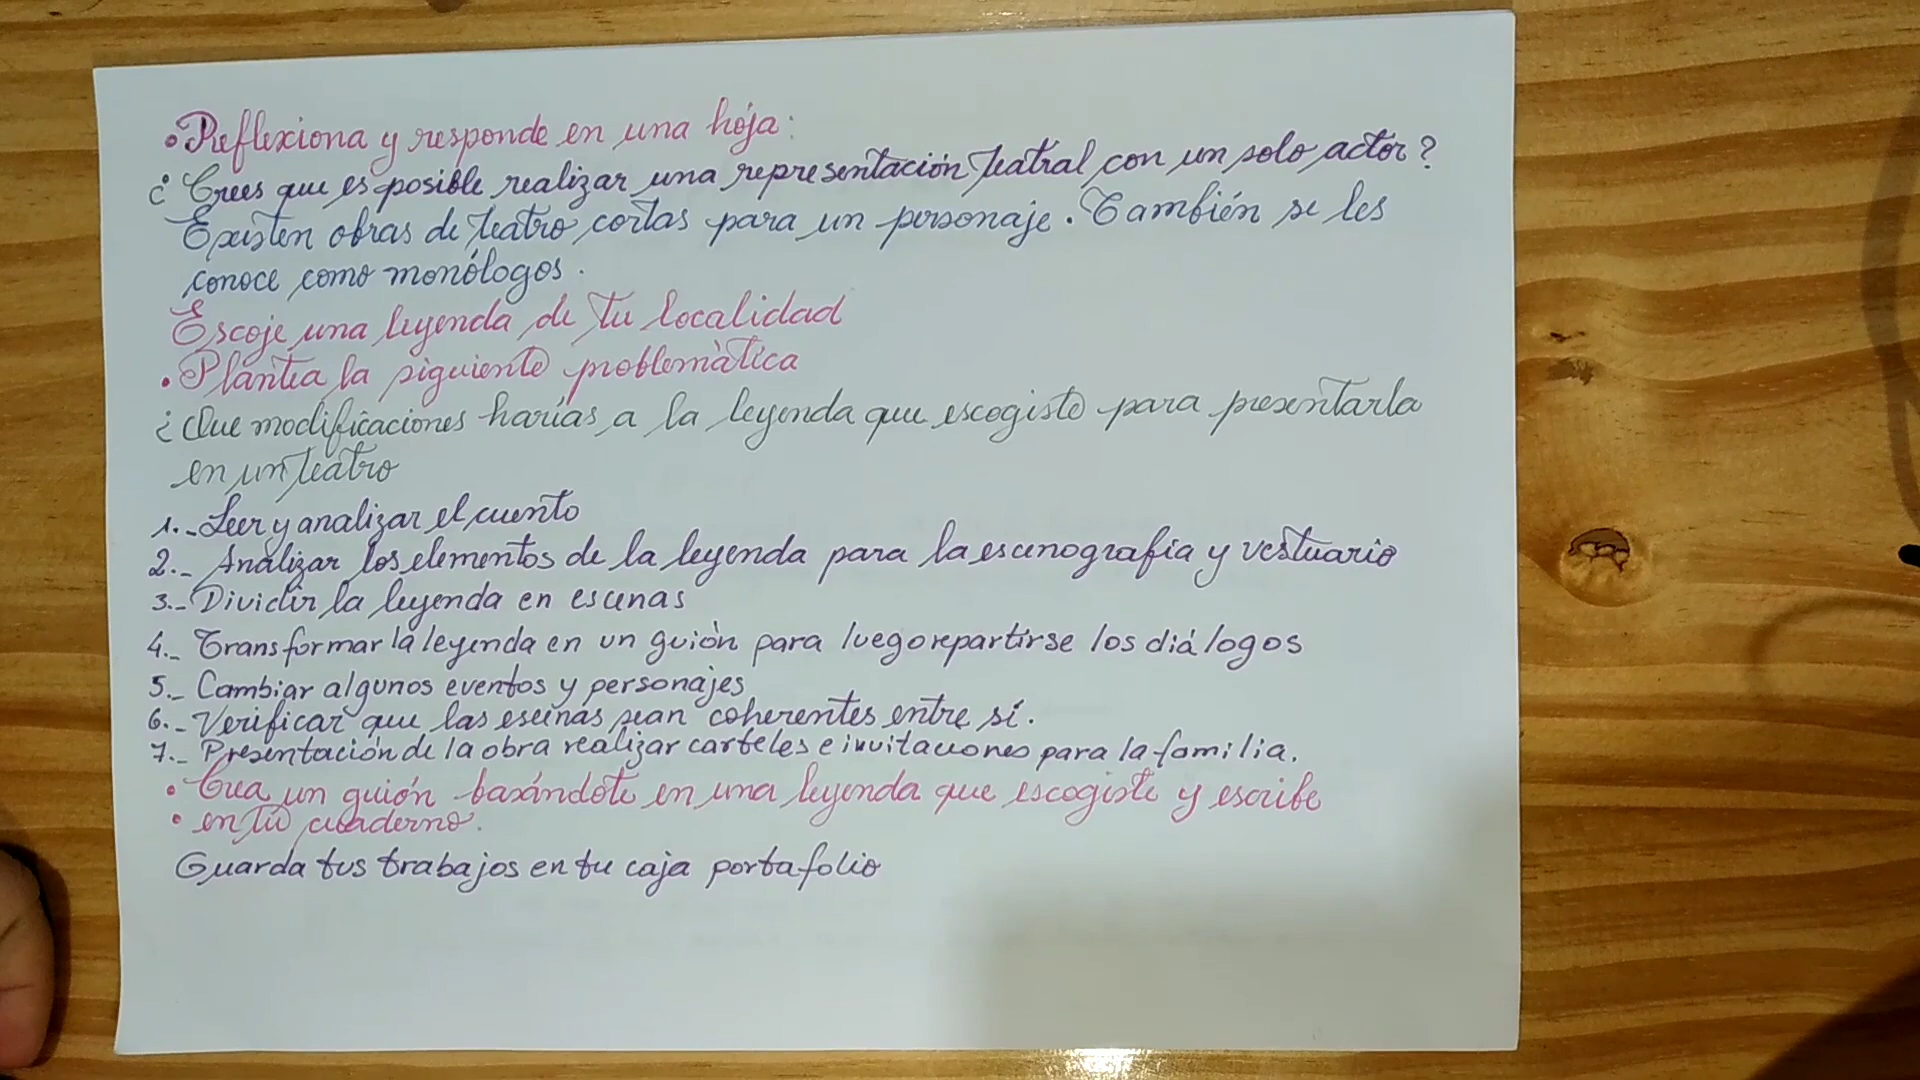 • Reflexiona y responde en una hoja:
¿ Crees que es posible realizar una representación teatral con un solo actor?
Existen obras de teatro cortas para un personaje. También se les
conoce como monólogos.
Escoje una leyenda de tu localidad
• Plantea la siguiente problemàtica
¿ Que modificaciones harías a la leyenda que escogiste para presentarla
en un teatro
1.- Leer y analizar el cuento
2.- Analizar los elementos de la leyenda para la escenografía y vestuario
3.- Dividir la leyenda en escenas
4.- Transformar la leyenda en un guiòn para luego repartirse los diálogos
5.- Cambiar algunos eventos y personajes
6.- Verificar que las escenas sean coherentes entre sí.
7.- Presentación de la obra realizar carteles e invitaciones para la familia.
• Crea un guión basándote en una leyenda que escogiste y escribe
• en tu cuaderno.
Guarda tus trabajos en tu caja portafolio